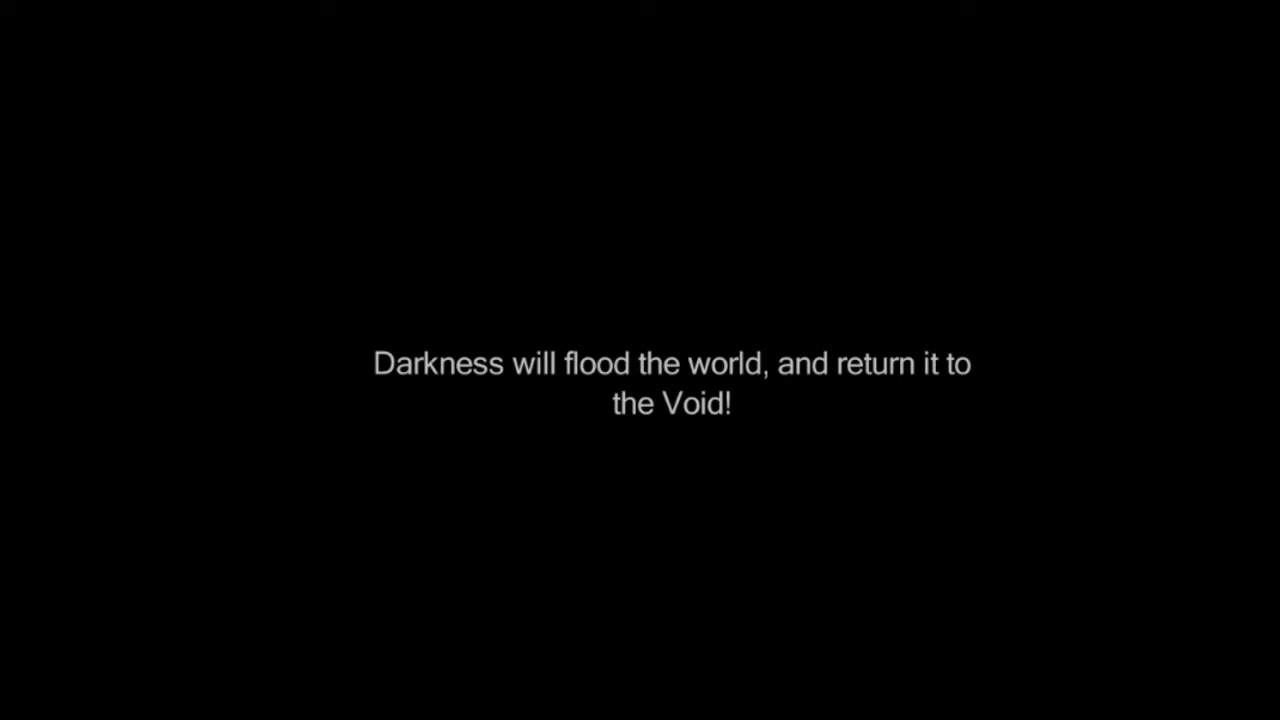 Darkness will flood the world, and return it to
the Void!